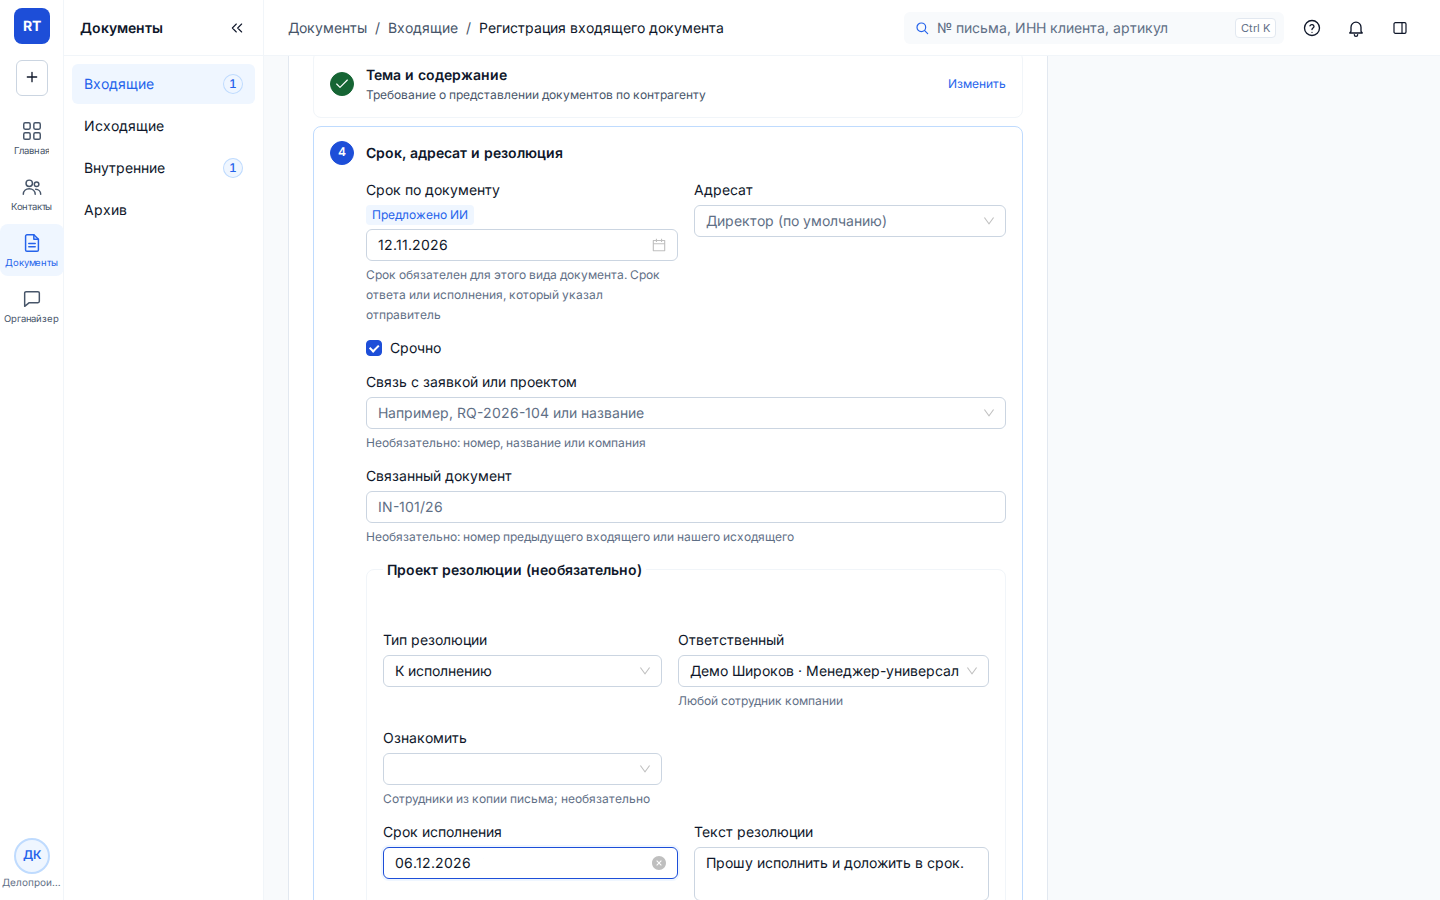 RT
Документы
Документы / Входящие / Регистрация входящего документа
№ письма, ИНН клиента, артикул
Ctrl K
Главная
Контакты
Документы
Органайзер
ДК
Делопрои...
Входящие
1
Исходящие
Внутренние
1
Архив
Тема и содержание
Требование о представлении документов по контрагенту
Изменить
4
Срок, адресат и резолюция
Срок по документу
Предложено ИИ
12.11.2026
Срок обязателен для этого вида документа. Срок
ответа или исполнения, который указал
отправитель
Адресат
Директор (по умолчанию)
Срочно
Связь с заявкой или проектом
Например, RQ-2026-104 или название
Необязательно: номер, название или компания
Связанный документ
IN-101/26
Необязательно: номер предыдущего входящего или нашего исходящего
Проект резолюции (необязательно)
Тип резолюции
К исполнению
Ответственный
Демо Широков · Менеджер-универсал
Любой сотрудник компании
Ознакомить
Сотрудники из копии письма; необязательно
Срок исполнения
06.12.2026
Текст резолюции
Прошу исполнить и доложить в срок.